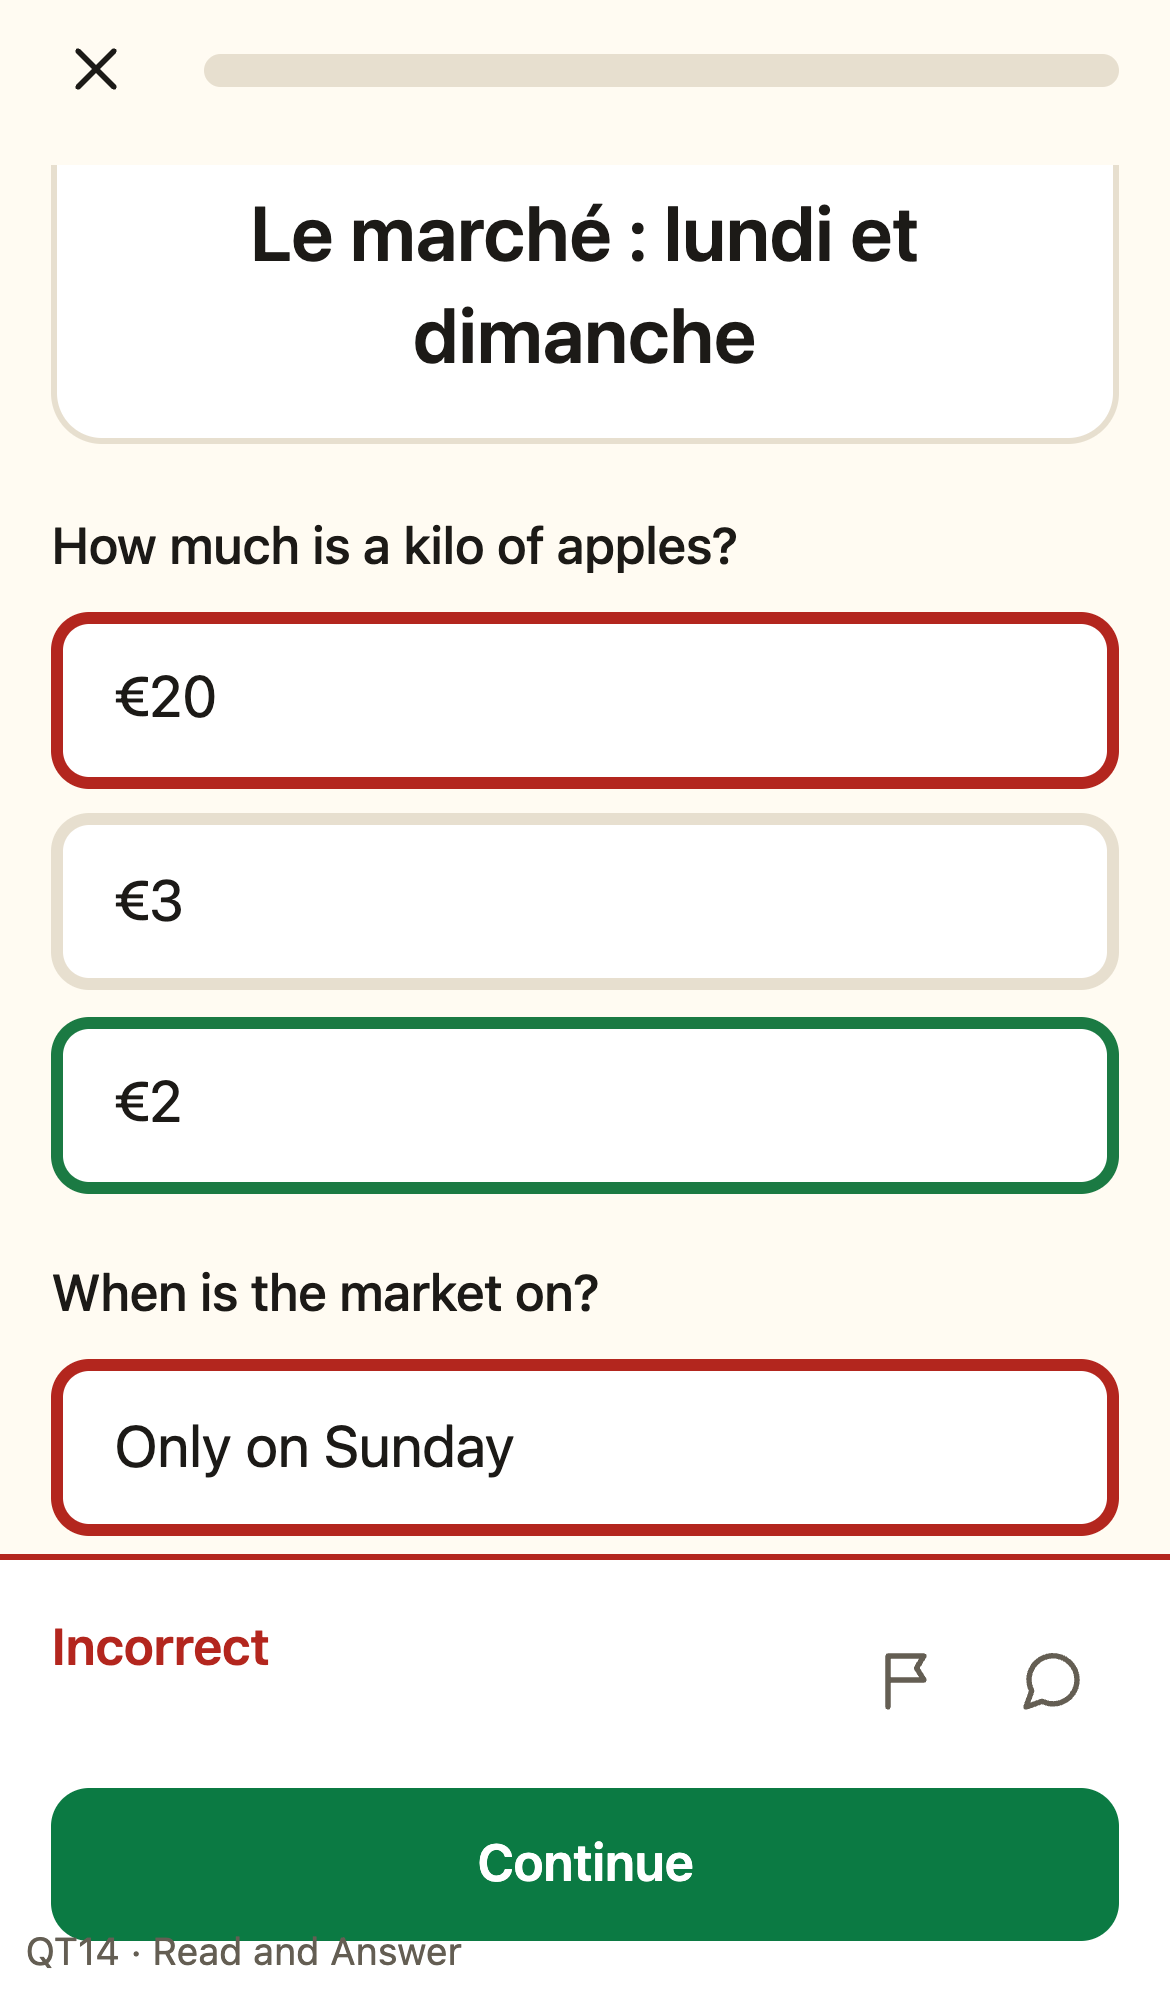 Le marché : lundi et
dimanche
How much is a kilo of apples?
€20
€3
€2
When is the market on?
Only on Sunday
Incorrect
Continue
QT14 · Read and Answer